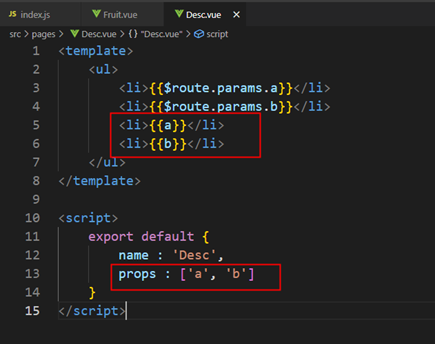 JS index.js Fruit.vue Desc.vue ×
src > pages > Desc.vue > {} "Desc.vue" > script
1 <template>
2     <ul>
3         <li>{{$route.params.a}}</li>
4         <li>{{$route.params.b}}</li>
5         <li>{{a}}</li>
6         <li>{{b}}</li>
7     </ul>
8 </template>
9
10 <script>
11     export default {
12         name : 'Desc',
13         props : ['a', 'b']
14     }
15 </script>